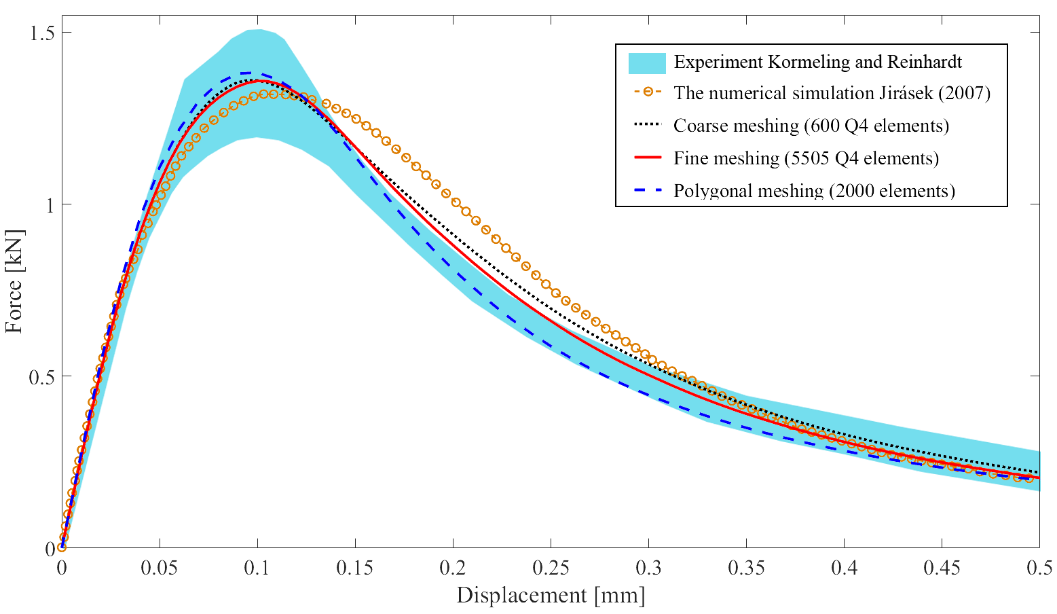 1.5
1
0.5
0
Force [kN]
Experiment Kormeling and Reinhardt
The numerical simulation Jirásek (2007)
Coarse meshing (600 Q4 elements)
Fine meshing (5505 Q4 elements)
Polygonal meshing (2000 elements)
0 0.05 0.1 0.15 0.2 0.25 0.3 0.35 0.4 0.45 0.5
Displacement [mm]